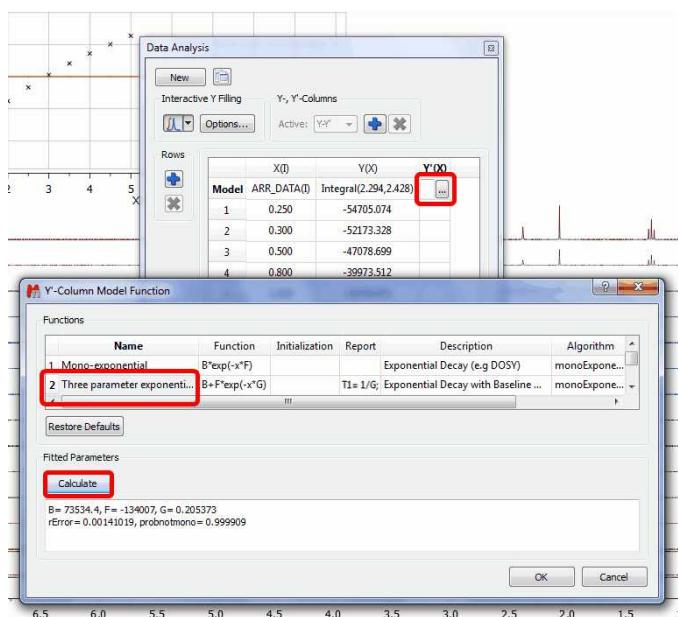 Data Analysis
New
Interactive Y Filling
Y-, Y'-Columns
Options...
Active: Y-Y'
Rows
X(I) Y(X) Y'(X)
Model ARR_DATA(I) Integral(2.294,2.428) ...
1 0.250 -54705.074
2 0.300 -52173.328
3 0.500 -47078.699
4 0.800 -39973.512
2 3 4 5
X
Y'-Column Model Function
Functions
Name Function Initialization Report Description Algorithm
1 Mono-exponential B*exp(-x*F) Exponential Decay (e.g DOSY) monoExpone...
2 Three parameter exponenti... B+F*exp(-x*G) T1= 1/G; Exponential Decay with Baseline ... monoExpone...
Restore Defaults
Fitted Parameters
Calculate
B= 73534.4, F= -134007, G= 0.205373
rError= 0.00141019, probnotmono= 0.999909
OK Cancel
6.5 6.0 5.5 5.0 4.5 4.0 3.5 3.0 2.5 2.0 1.5